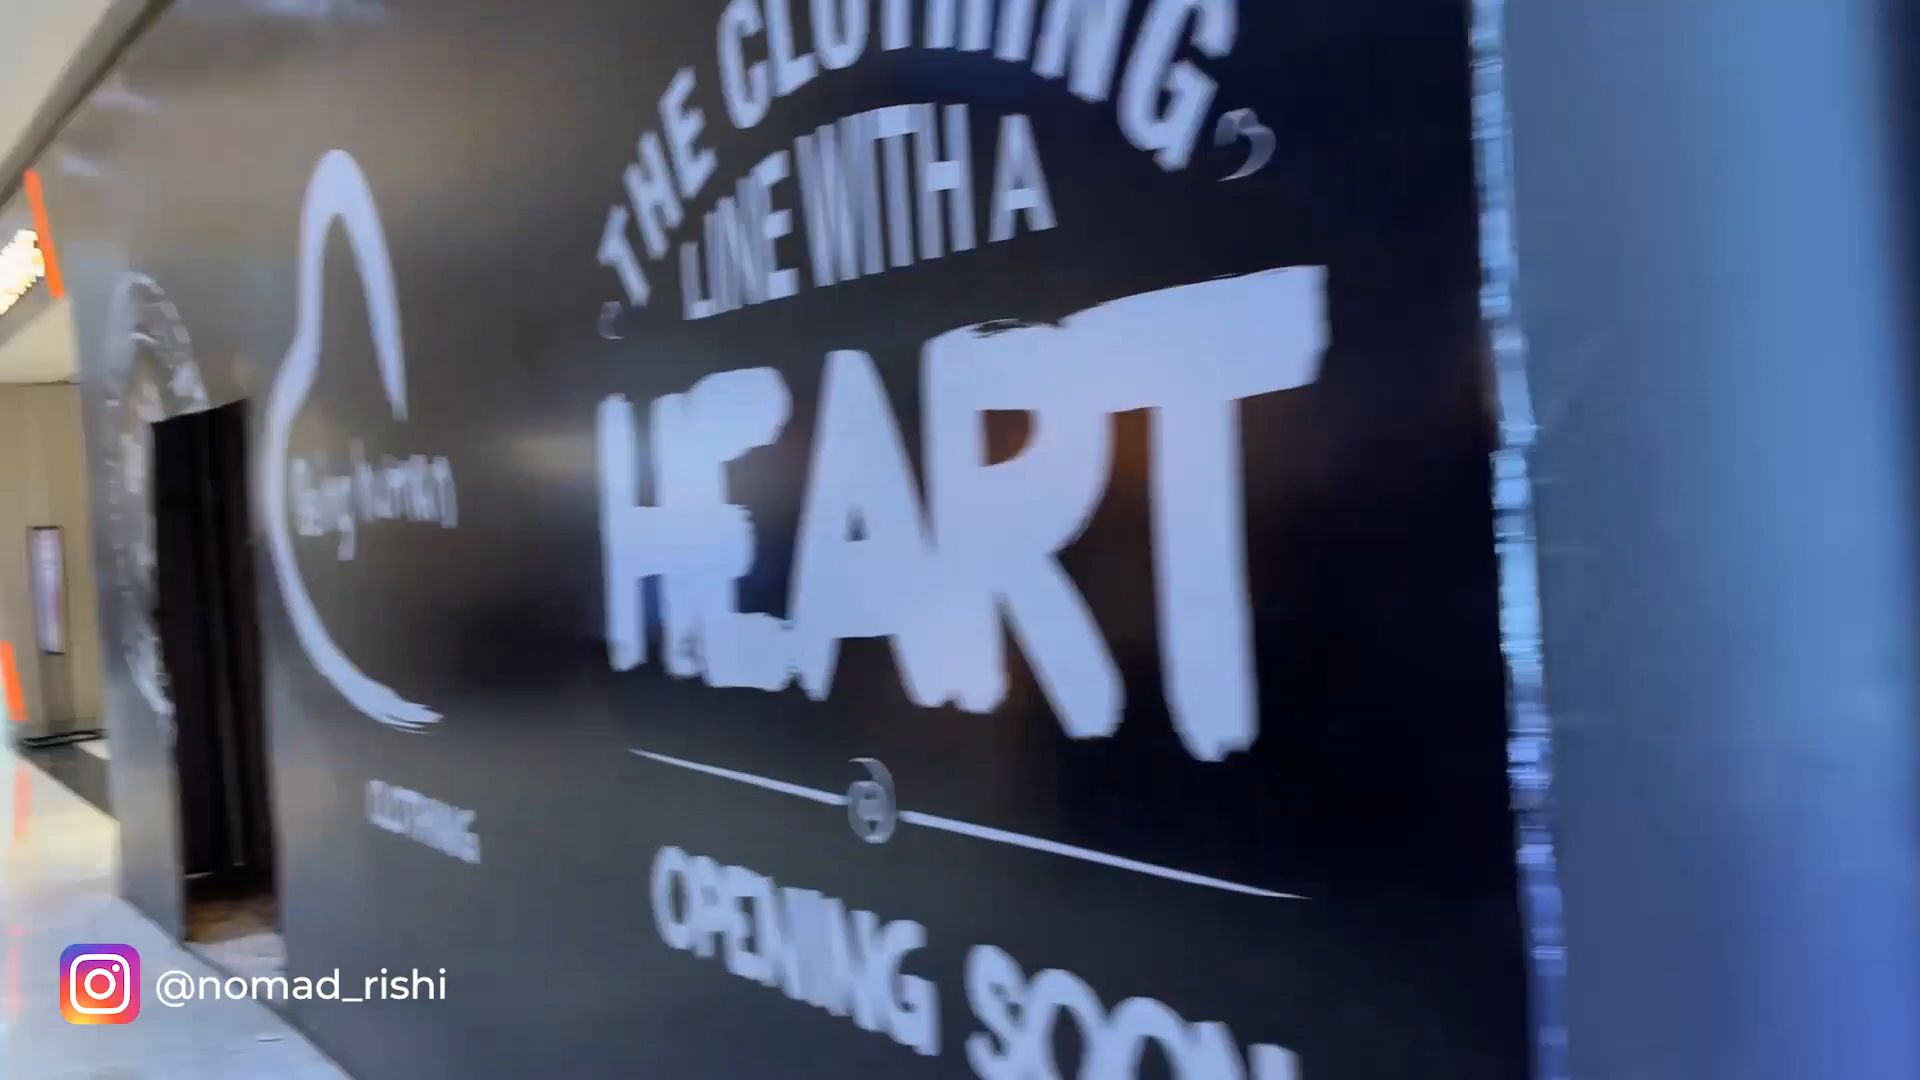 THE CLOTHING
LINE WITH A
HEART
Being human
CLOTHING
OPENING SOON
@nomad_rishi